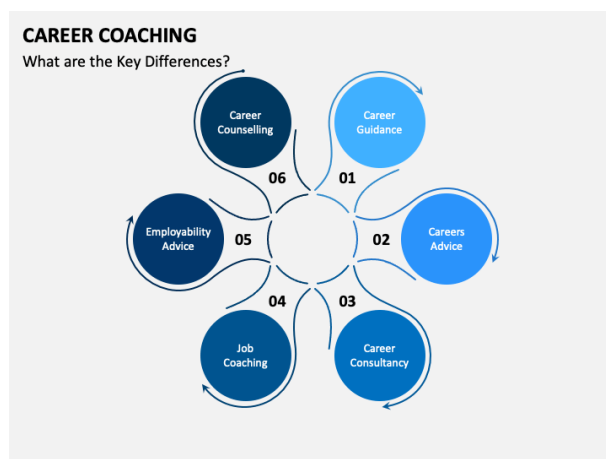 CAREER COACHING
What are the Key Differences?
Career
Counselling
Career
Guidance
06
01
Employability
Advice
05
02
Careers
Advice
04
03
Job
Coaching
Career
Consultancy